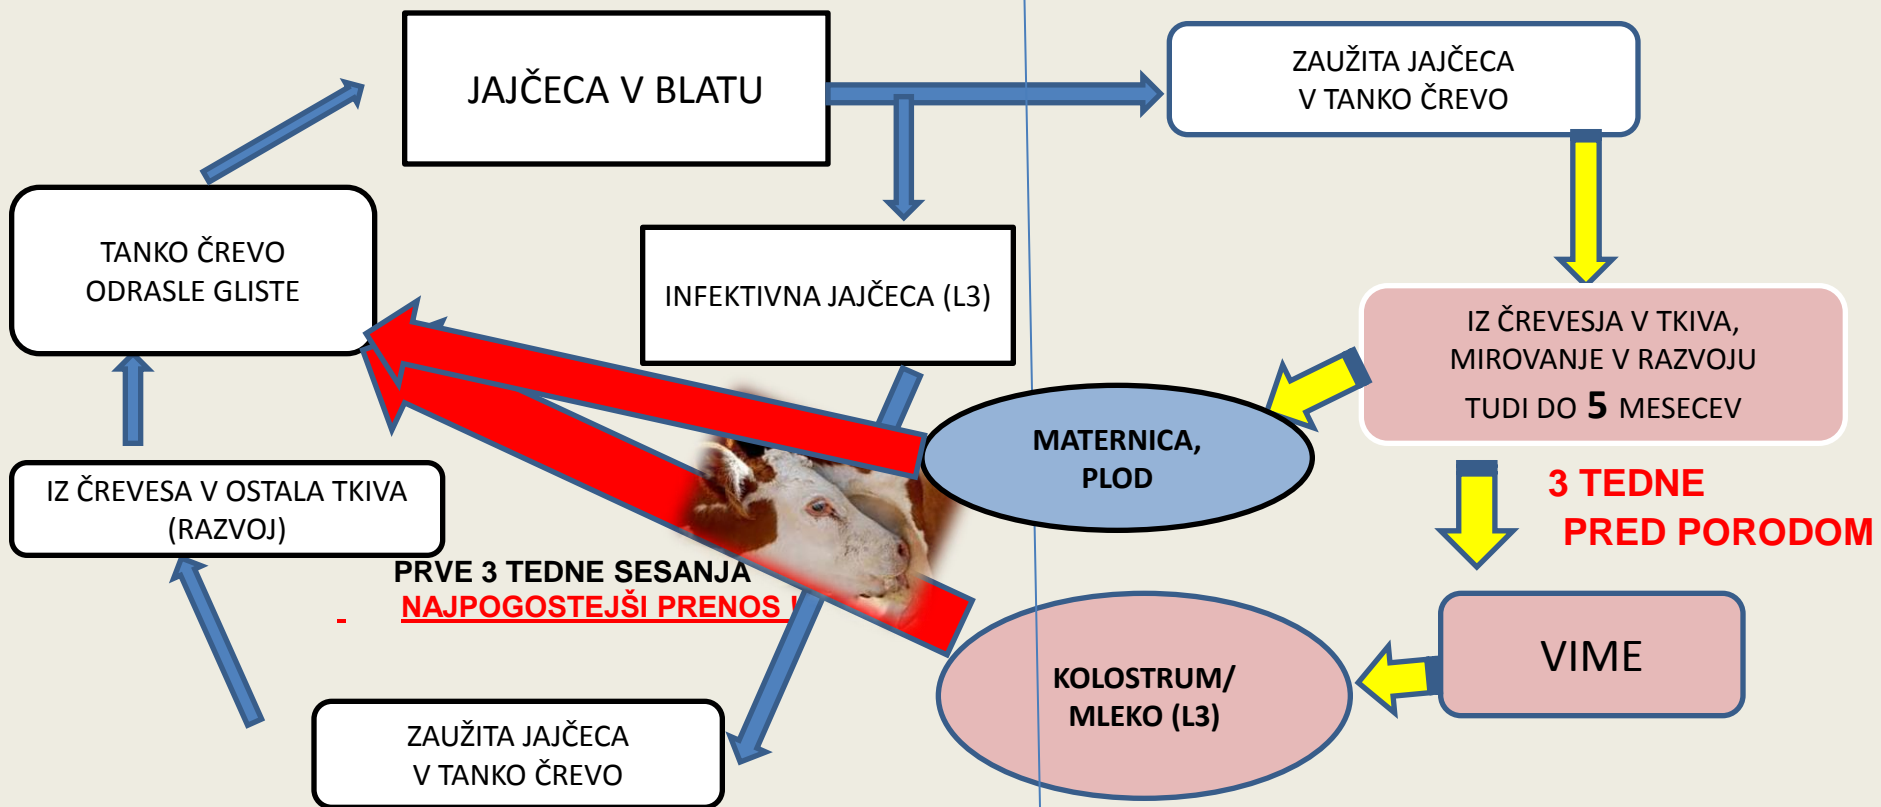 JAJČECA V BLATU
ZAUŽITA JAJČECA
V TANKO ČREVO
TANKO ČREVO
ODRASLE GLISTE
INFEKTIVNA JAJČECA (L3)
IZ ČREVESJA V TKIVA,
MIROVANJE V RAZVOJU
TUDI DO 5 MESECEV
MATERNICA,
PLOD
IZ ČREVESA V OSTALA TKIVA
(RAZVOJ)
3 TEDNE
PRED PORODOM
PRVE 3 TEDNE SESANJA
NAJPOGOSTEJŠI PRENOS !
VIME
KOLOSTRUM/
MLEKO (L3)
ZAUŽITA JAJČECA
V TANKO ČREVO